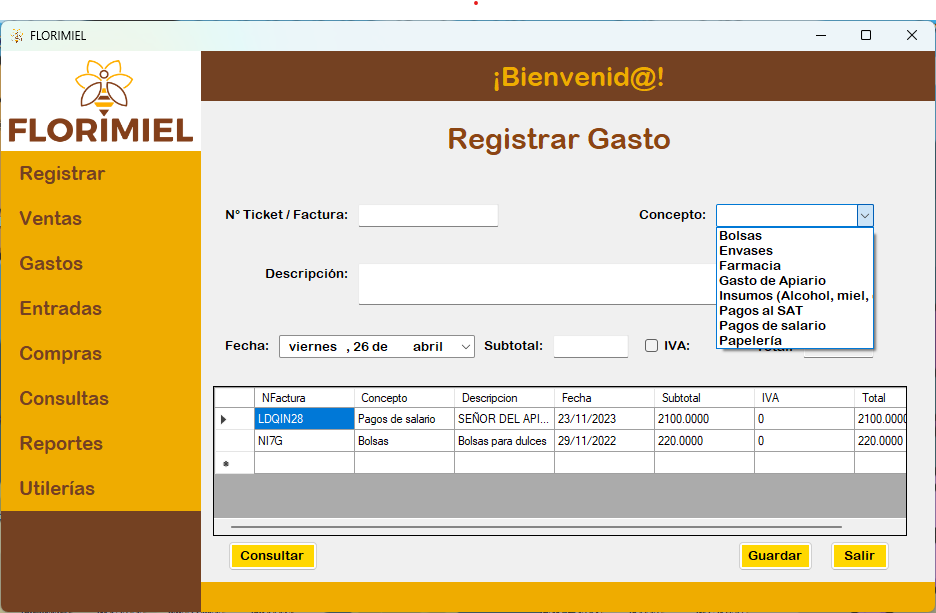 FLORIMIEL
¡Bienvenid@!
FLORIMIEL
Registrar
Ventas
Gastos
Entradas
Compras
Consultas
Reportes
Utilerías
Registrar Gasto
N° Ticket / Factura:
Concepto:
Bolsas
Envases
Farmacia
Gasto de Apiario
Insumos (Alcohol, miel,
Pagos al SAT
Pagos de salario
Papelería
Descripción:
Fecha: viernes , 26 de abril Subtotal: IVA:
NFactura Concepto Descripcion Fecha Subtotal IVA Total
LDQIN28 Pagos de salario SEÑOR DEL API... 23/11/2023 2100.0000 0 2100.0000
NI7G Bolsas Bolsas para dulces 29/11/2022 220.0000 0 220.0000
Consultar Guardar Salir